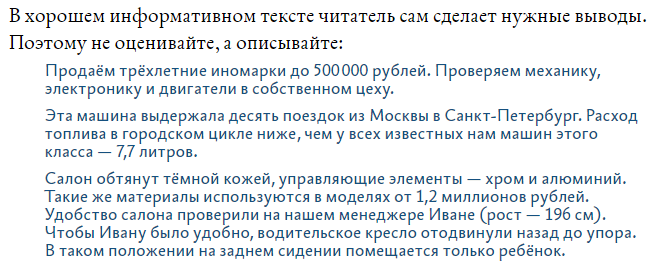 В хорошем информативном тексте читатель сам сделает нужные выводы.
Поэтому не оценивайте, а описывайте:
Продаём трёхлетние иномарки до 500 000 рублей. Проверяем механику,
электронику и двигатели в собственном цеху.
Эта машина выдержала десять поездок из Москвы в Санкт-Петербург. Расход
топлива в городском цикле ниже, чем у всех известных нам машин этого
класса — 7,7 литров.
Салон обтянут тёмной кожей, управляющие элементы — хром и алюминий.
Такие же материалы используются в моделях от 1,2 миллионов рублей.
Удобство салона проверили на нашем менеджере Иване (рост — 196 см).
Чтобы Ивану было удобно, водительское кресло отодвинули назад до упора.
В таком положении на заднем сидении помещается только ребёнок.